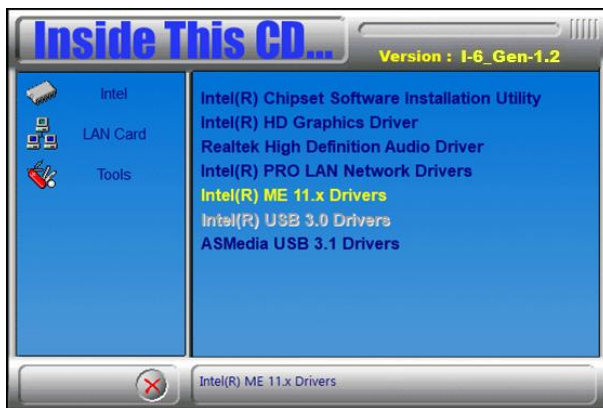 Inside This CD...
Version : I-6_Gen-1.2
Intel
LAN Card
Tools
Intel(R) Chipset Software Installation Utility
Intel(R) HD Graphics Driver
Realtek High Definition Audio Driver
Intel(R) PRO LAN Network Drivers
Intel(R) ME 11.x Drivers
Intel(R) USB 3.0 Drivers
ASMedia USB 3.1 Drivers
Intel(R) ME 11.x Drivers